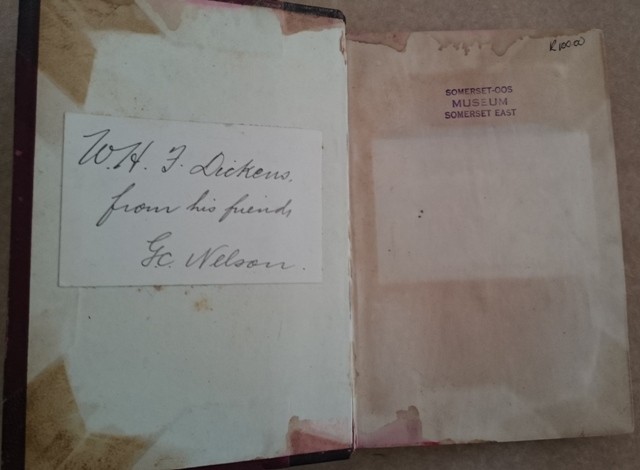 W. H. F. Dickens.
from his friend
G.C. Nelson.
R100.00
SOMERSET-OOS
MUSEUM
SOMERSET EAST